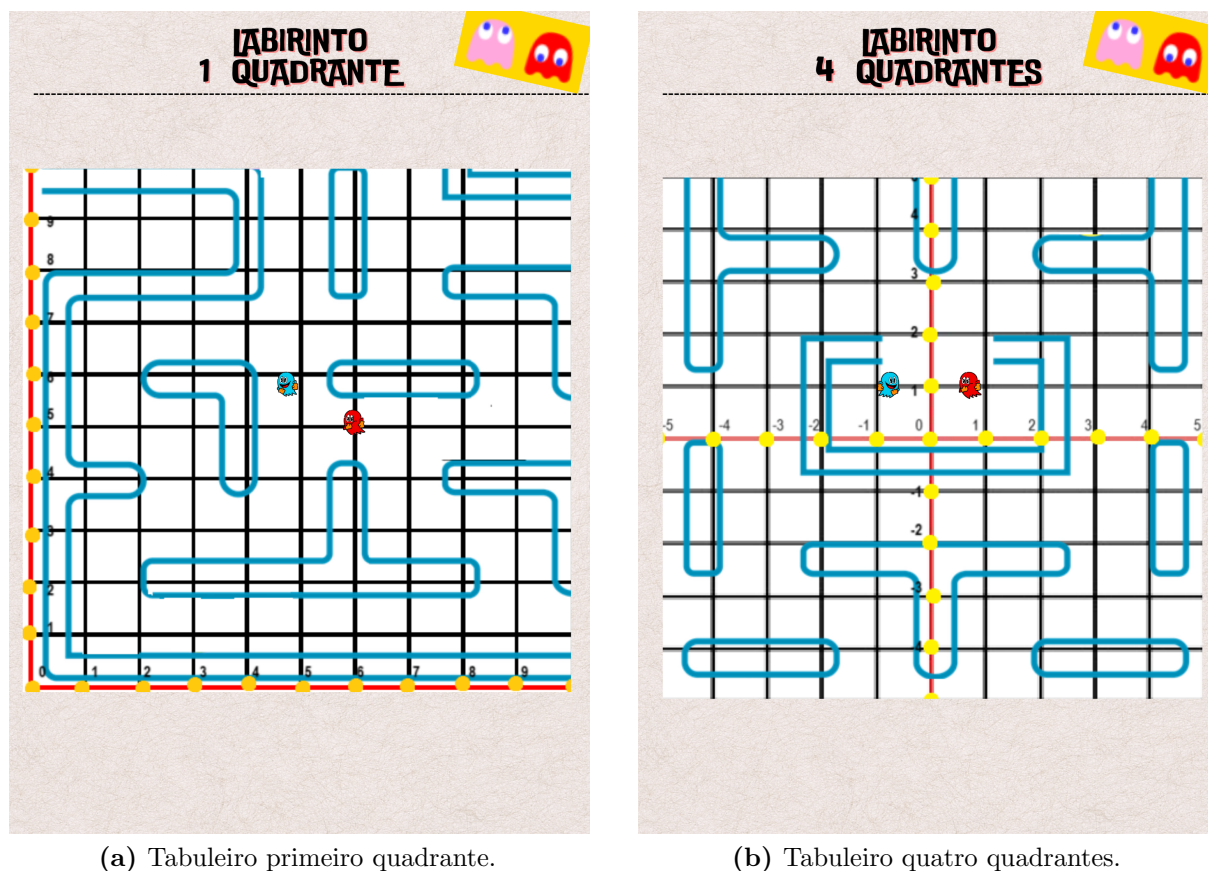 LABIRINTO
1 QUADRANTE
9
8
7
6
5
4
3
2
1
0 1 2 3 4 5 6 7 8 9
(a) Tabuleiro primeiro quadrante.
LABIRINTO
4 QUADRANTES
4
3
2
1
-5 -4 -3 -2 -1 0 1 2 3 4 5
-1
-2
-3
-4
(b) Tabuleiro quatro quadrantes.